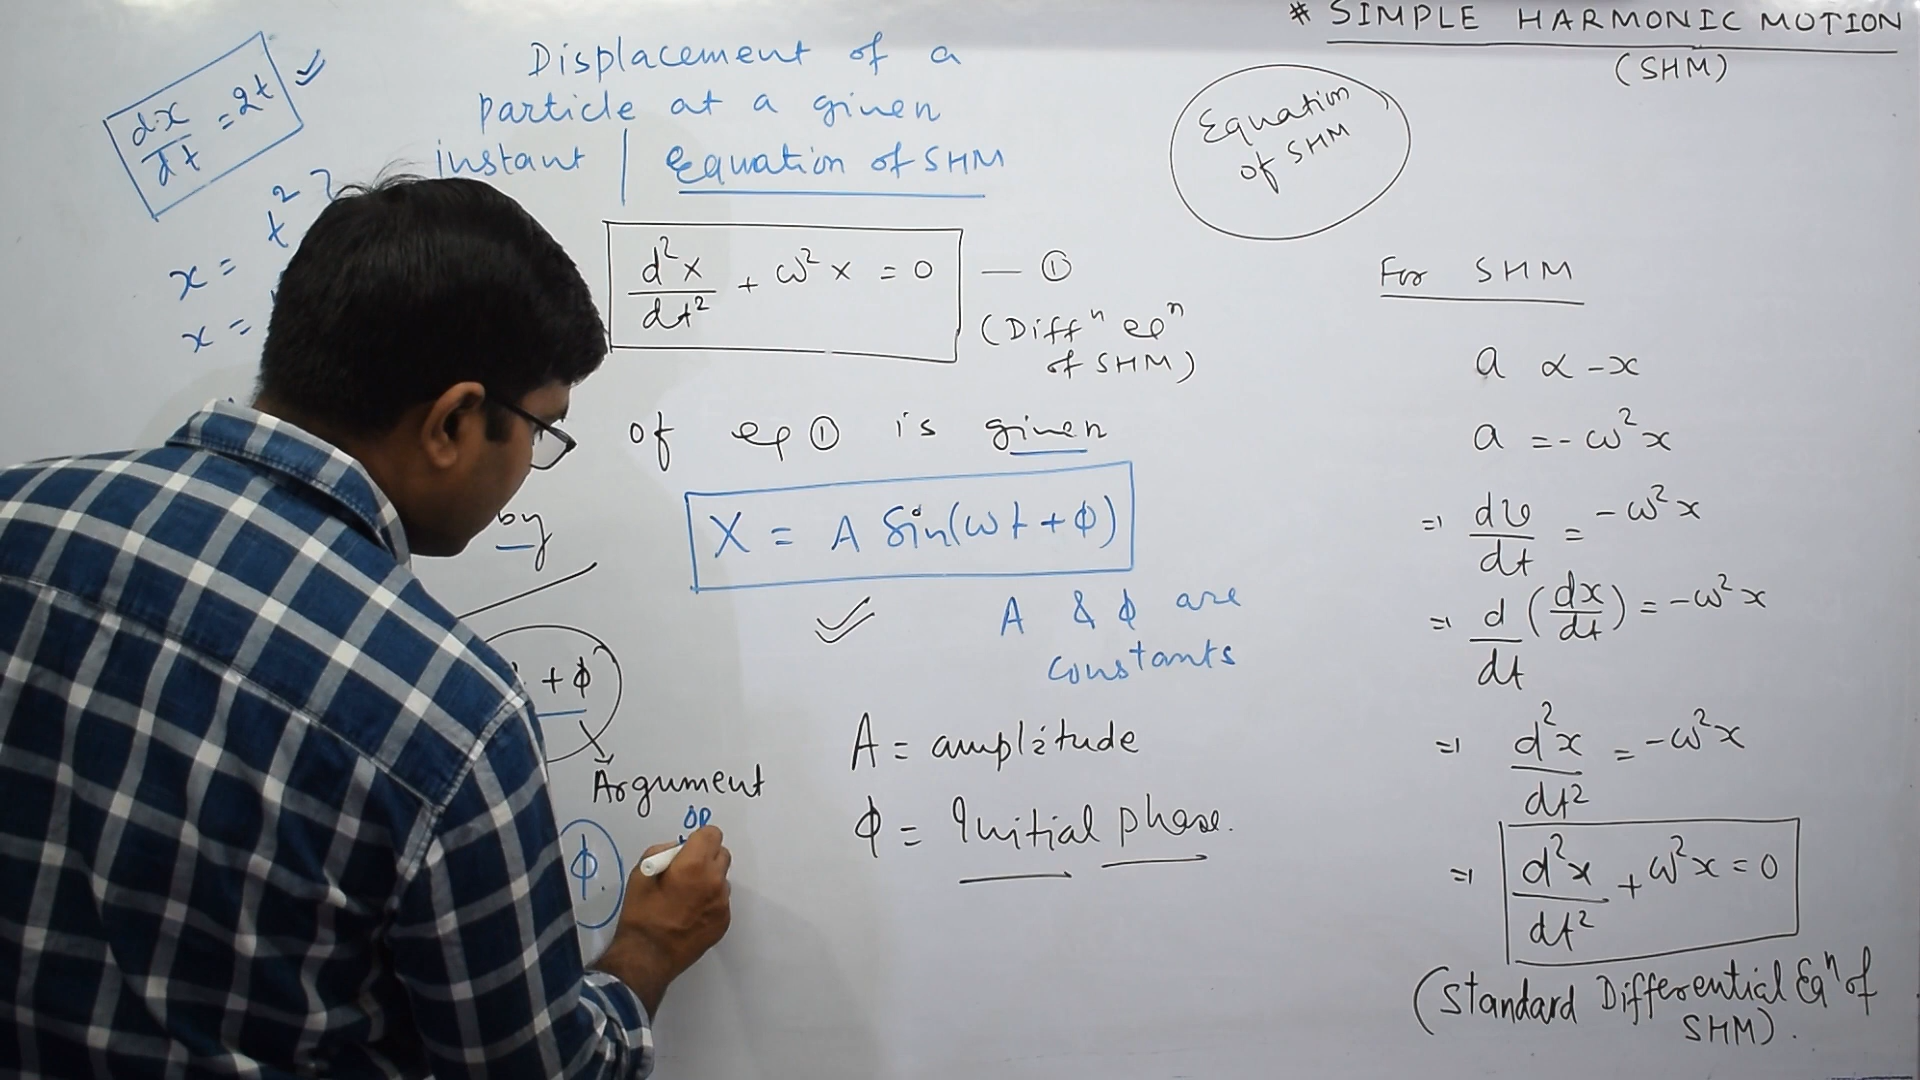 # SIMPLE HARMONIC MOTION
(SHM)
Equation
of SHM
dx/dt = 2t
t²
x =
x =
Displacement of a
particle at a given
instant | Equation of SHM
d²x/dt² + ω²x = 0 — ①
(Diffⁿ eqⁿ
of SHM)
of eq ① is given
by
X = A Sin(ωt + ϕ)
A & ϕ are
constants
+ ϕ
Argument
OR
ϕ.
A = amplitude
ϕ = Initial phase.
For SHM
a ∝ -x
a = -ω²x
⇒ dv/dt = -ω²x
⇒ d/dt (dx/dt) = -ω²x
⇒ d²x/dt² = -ω²x
⇒ d²x/dt² + ω²x = 0
(Standard Differential Eqⁿ of
SHM).